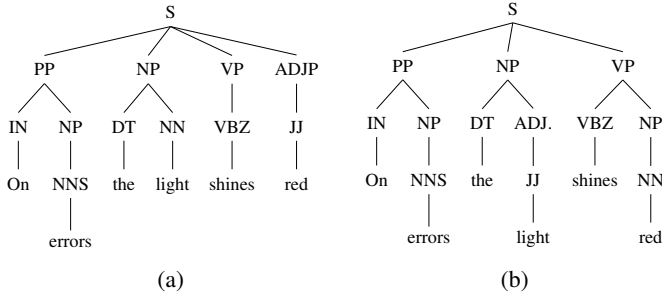 S S
PP NP VP ADJP PP NP VP
IN NP DT NN VBZ JJ IN NP DT ADJ. VBZ NP
On NNS the light shines red On NNS the JJ shines NN
errors errors light red
(a) (b)